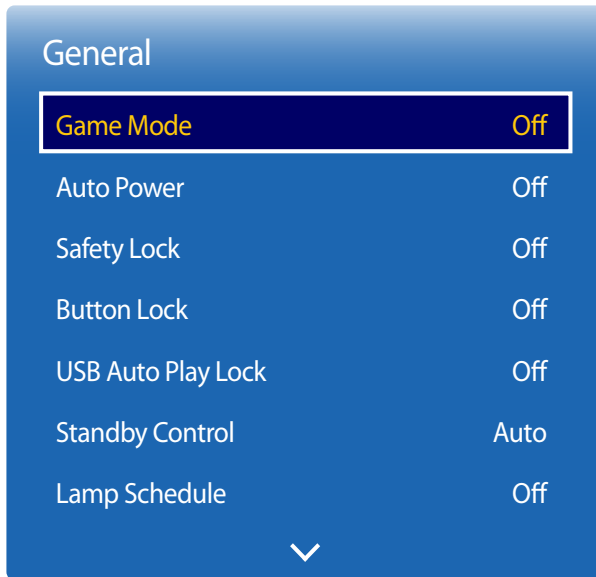 General
Game Mode Off
Auto Power Off
Safety Lock Off
Button Lock Off
USB Auto Play Lock Off
Standby Control Auto
Lamp Schedule Off